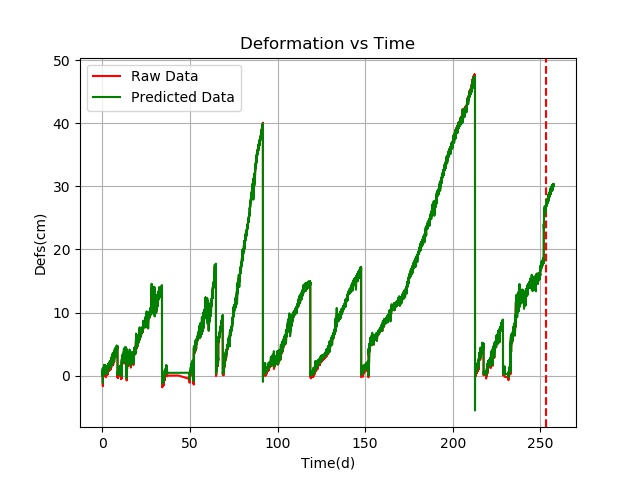 Deformation vs Time
Raw Data
Predicted Data
Defs(cm)
50
40
30
20
10
0
0 50 100 150 200 250
Time(d)